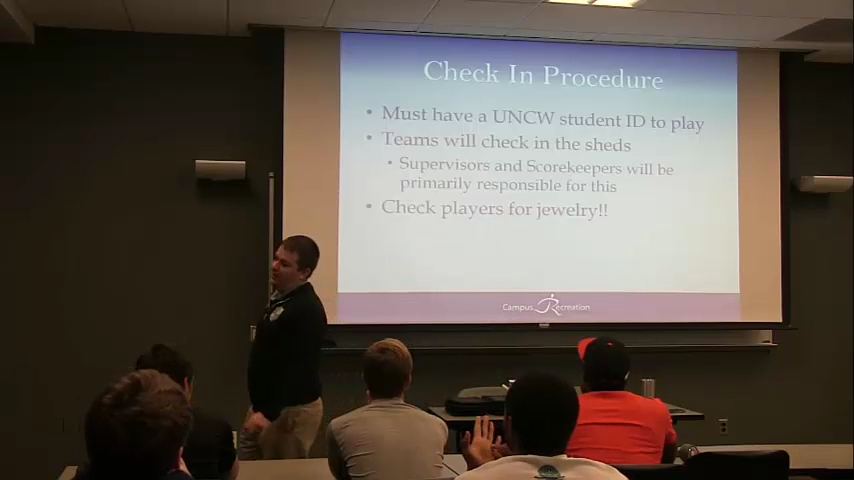 Check In Procedure
• Must have a UNCW student ID to play
• Teams will check in the sheds
• Supervisors and Scorekeepers will be
primarily responsible for this
• Check players for jewelry!!
Campus Recreation